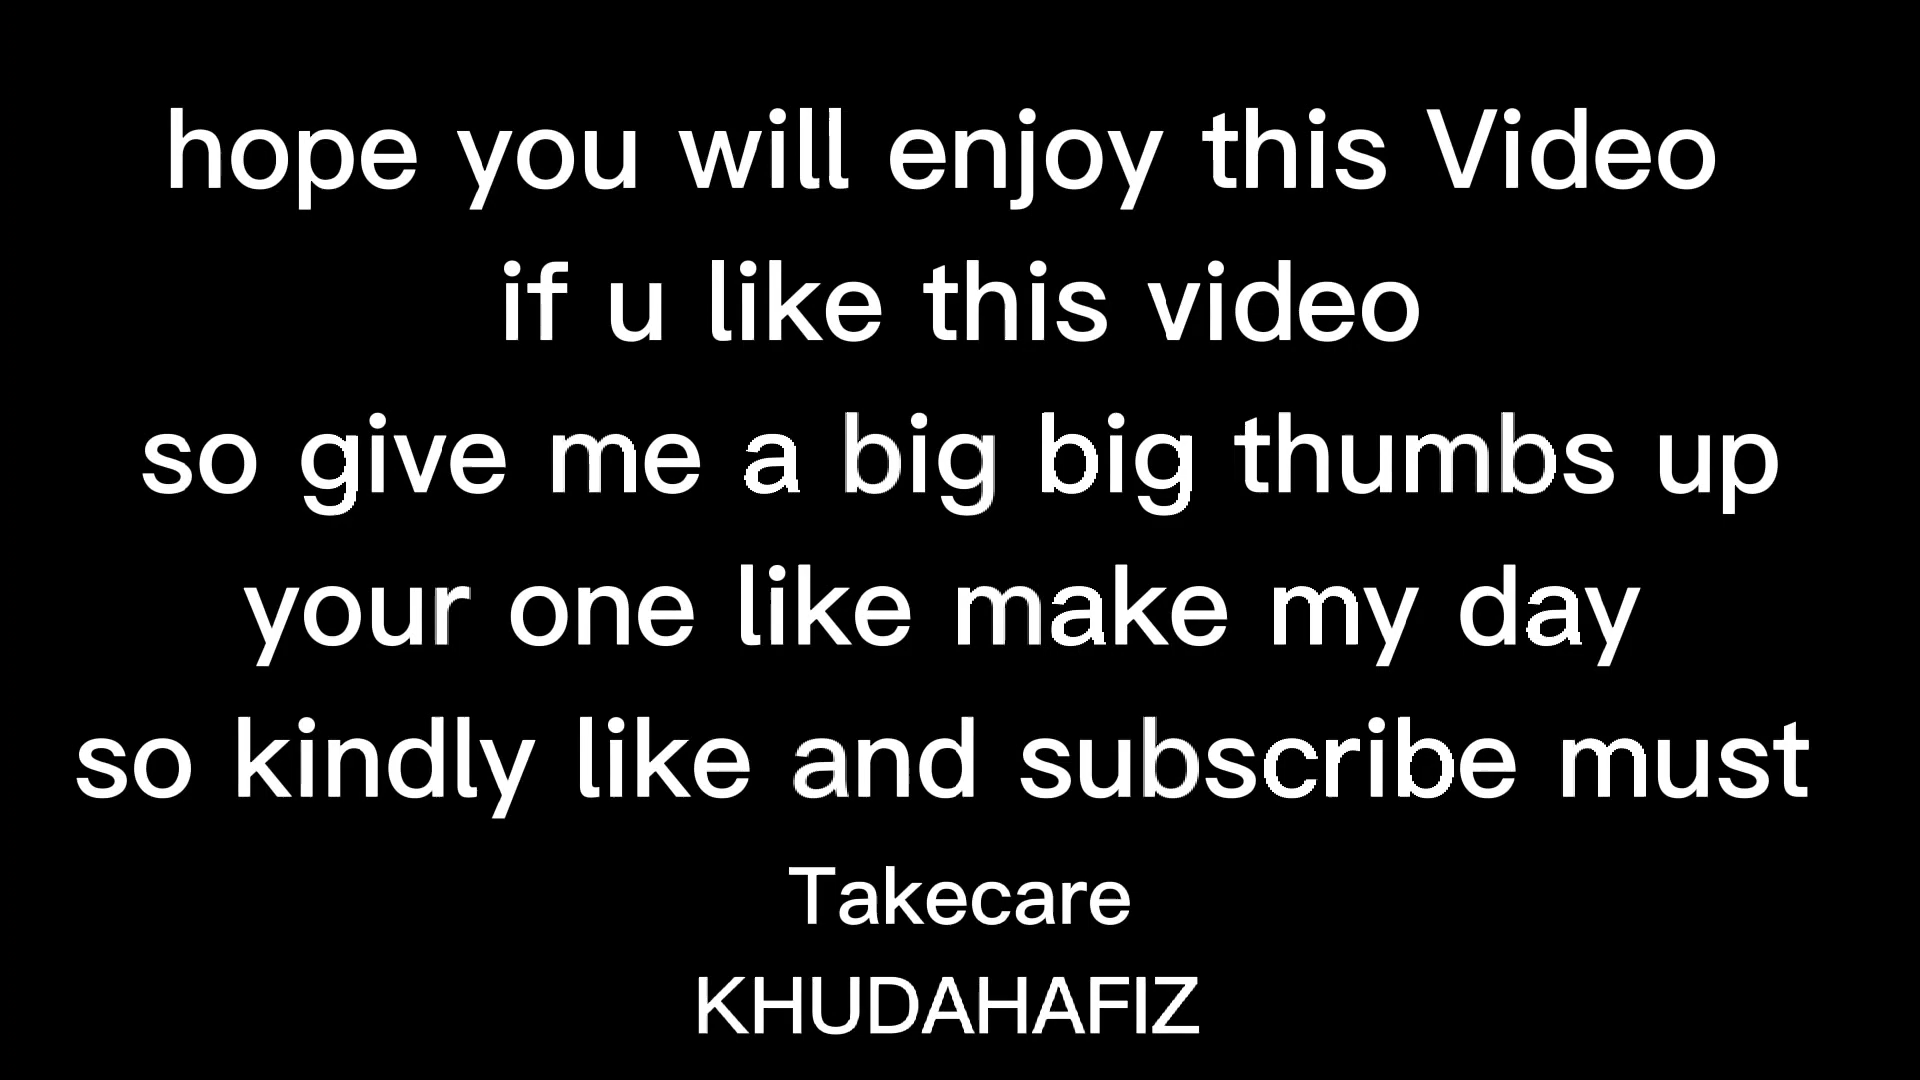 hope you will enjoy this Video
if u like this video
so give me a big big thumbs up
your one like make my day
so kindly like and subscribe must
Takecare
KHUDAHAFIZ